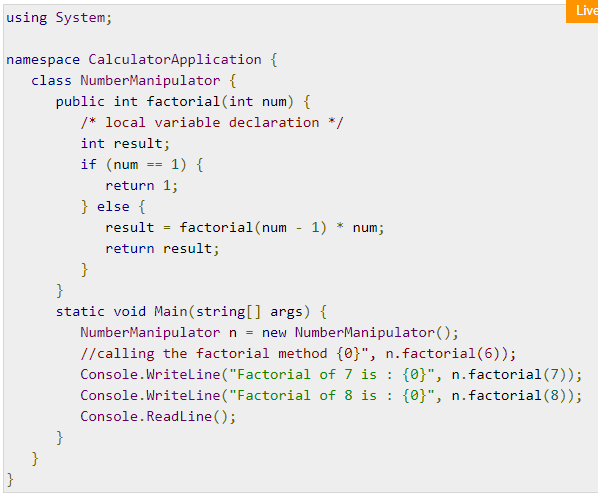 Live
using System;
namespace CalculatorApplication {
   class NumberManipulator {
      public int factorial(int num) {
         /* local variable declaration */
         int result;
         if (num == 1) {
            return 1;
         } else {
            result = factorial(num - 1) * num;
            return result;
         }
      }
      static void Main(string[] args) {
         NumberManipulator n = new NumberManipulator();
         //calling the factorial method {0}", n.factorial(6));
         Console.WriteLine("Factorial of 7 is : {0}", n.factorial(7));
         Console.WriteLine("Factorial of 8 is : {0}", n.factorial(8));
         Console.ReadLine();
      }
   }
}